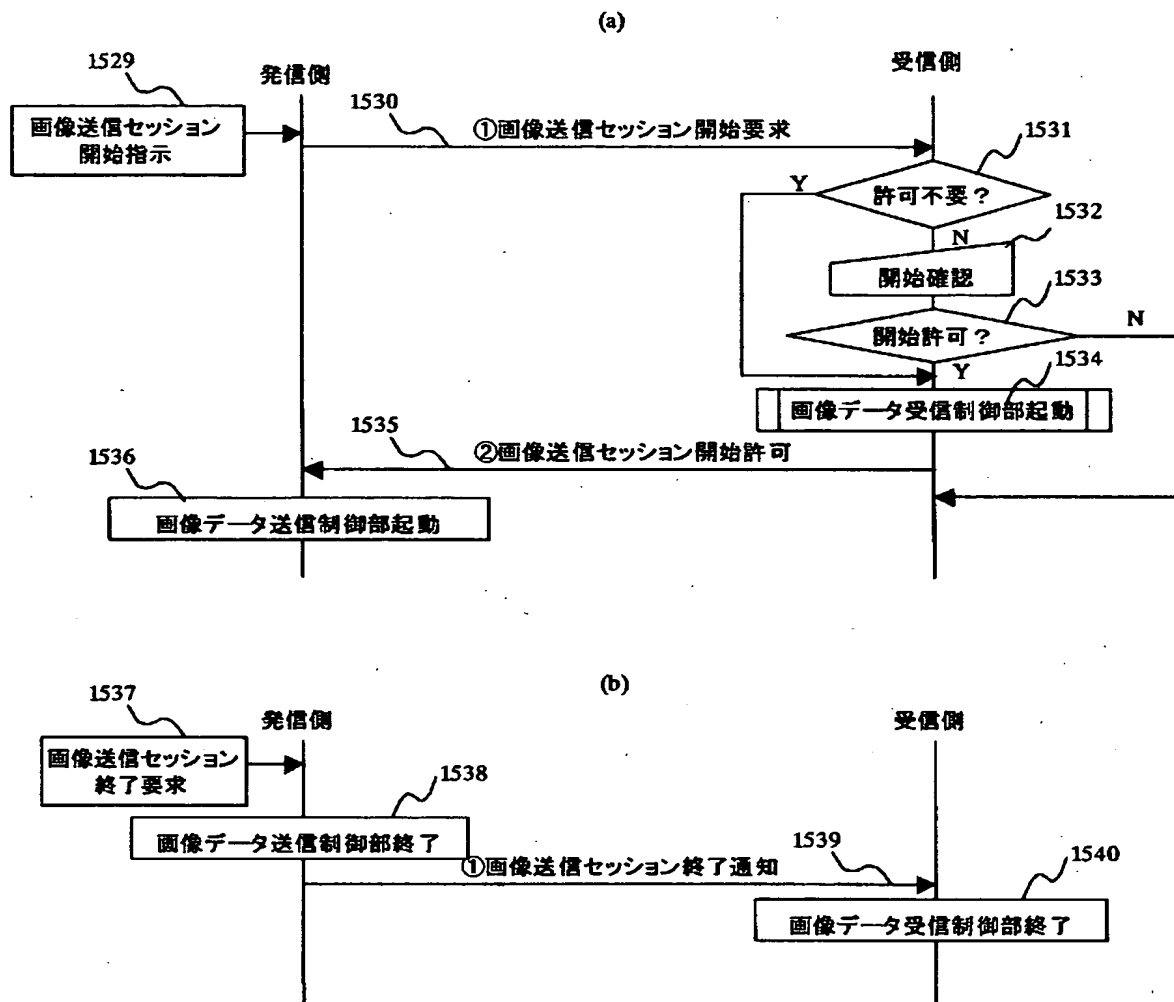 (a)
1529
発信側
受信側
1530
画像送信セッション
開始指示
①画像送信セッション開始要求
1531
Y
許可不要?
1532
N
開始確認
1533
開始許可?
N
Y
1534
画像データ受信制御部起動
1535
②画像送信セッション開始許可
1536
画像データ送信制御部起動
(b)
1537
発信側
受信側
画像送信セッション
終了要求
1538
画像データ送信制御部終了
①画像送信セッション終了通知
1539
1540
画像データ受信制御部終了